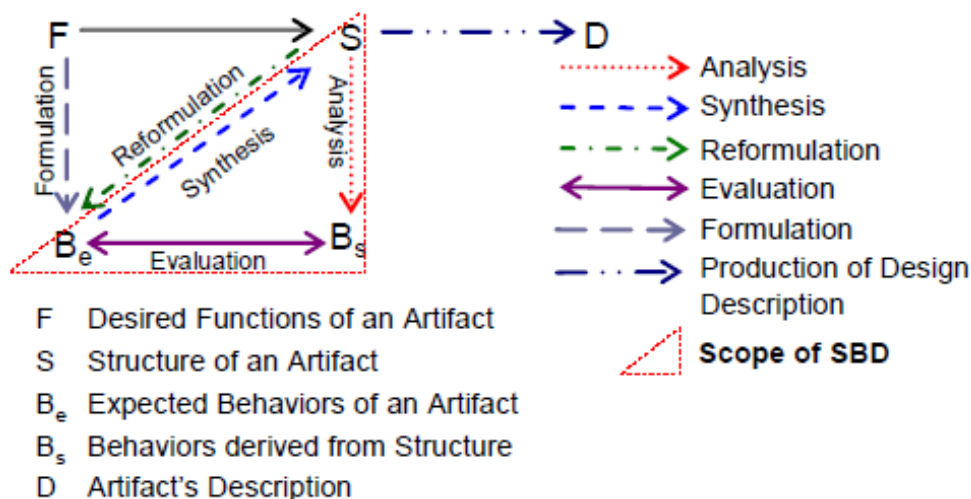 F
S
D
Formulation
Reformulation
Synthesis
Analysis
Be
Bs
Evaluation
Analysis
Synthesis
Reformulation
Evaluation
Formulation
Production of Design
Description
Scope of SBD
F Desired Functions of an Artifact
S Structure of an Artifact
Be Expected Behaviors of an Artifact
Bs Behaviors derived from Structure
D Artifact's Description